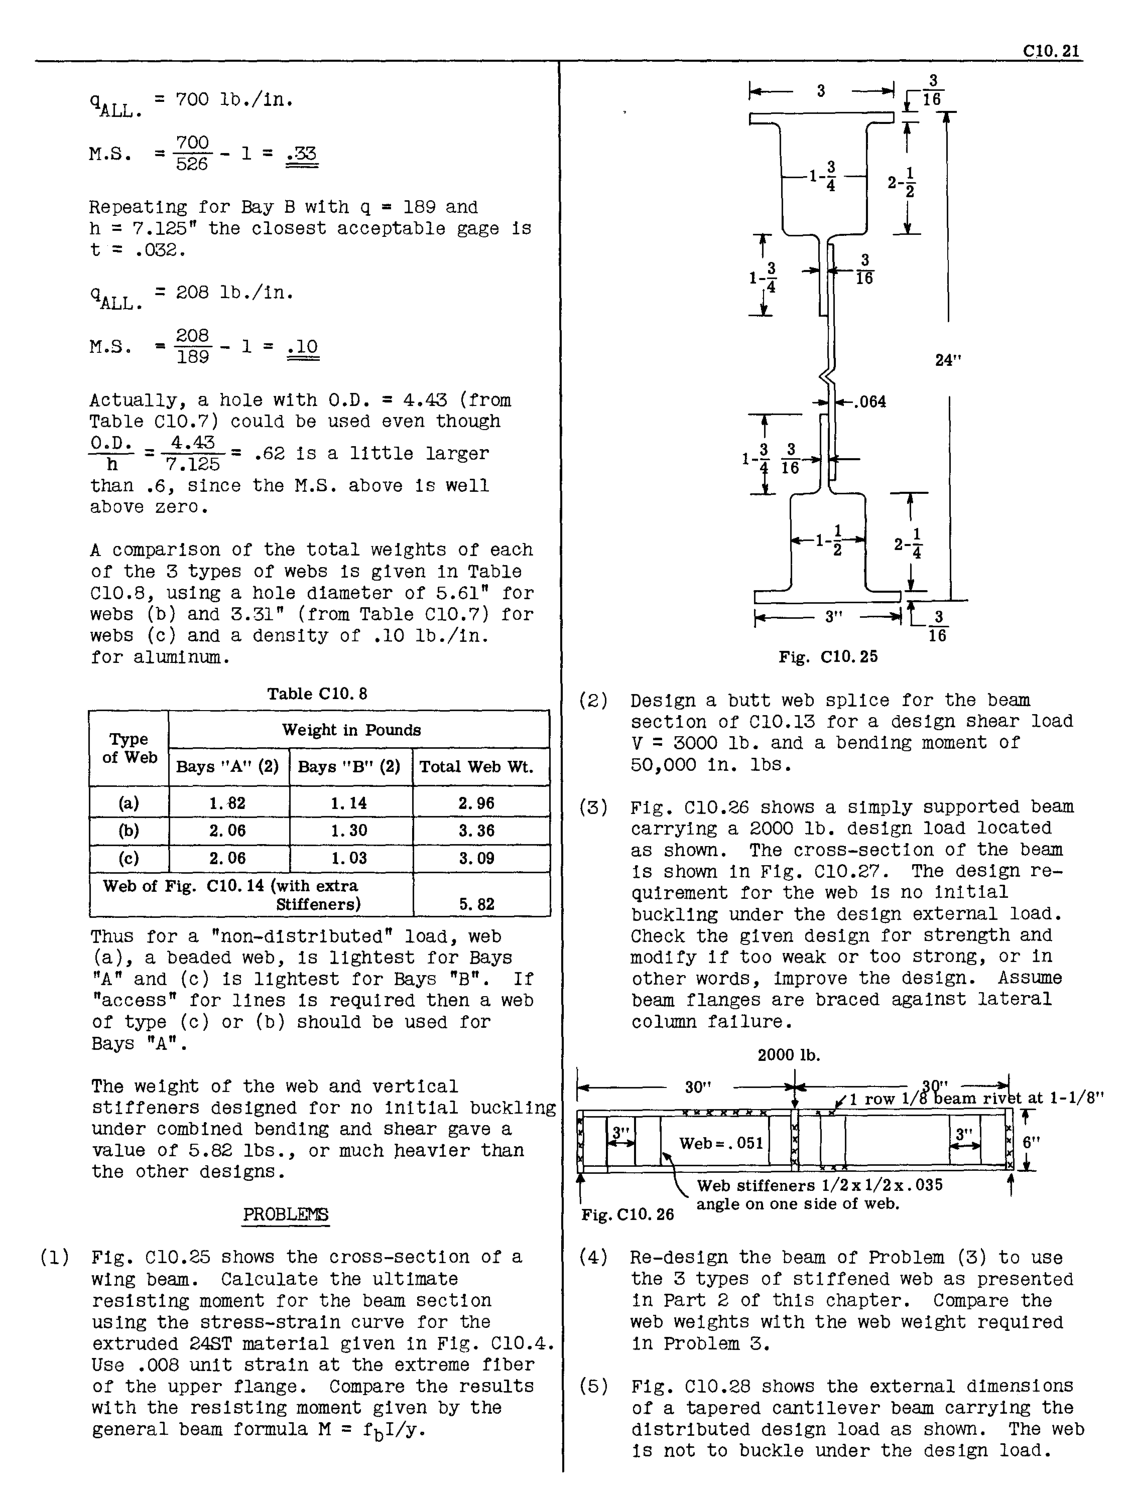 C10.21
qALL. = 700 lb./in.
M.S. = 700/526 - 1 = .33
Repeating for Bay B with q = 189 and
h = 7.125" the closest acceptable gage is
t = .032.
qALL. = 208 lb./in.
M.S. = 208/189 - 1 = .10
Actually, a hole with O.D. = 4.43 (from
Table C10.7) could be used even though
O.D./h = 4.43/7.125 = .62 is a little larger
than .6, since the M.S. above is well
above zero.
A comparison of the total weights of each
of the 3 types of webs is given in Table
C10.8, using a hole diameter of 5.61" for
webs (b) and 3.31" (from Table C10.7) for
webs (c) and a density of .10 lb./in.
for aluminum.
Table C10.8
Type
of Web
Weight in Pounds
Bays "A" (2) Bays "B" (2) Total Web Wt.
(a) 1.82 1.14 2.96
(b) 2.06 1.30 3.36
(c) 2.06 1.03 3.09
Web of Fig. C10.14 (with extra
Stiffeners) 5.82
Thus for a "non-distributed" load, web
(a), a beaded web, is lightest for Bays
"A" and (c) is lightest for Bays "B". If
"access" for lines is required then a web
of type (c) or (b) should be used for
Bays "A".
The weight of the web and vertical
stiffeners designed for no initial buckling
under combined bending and shear gave a
value of 5.82 lbs., or much heavier than
the other designs.
PROBLEMS
(1) Fig. C10.25 shows the cross-section of a
wing beam. Calculate the ultimate
resisting moment for the beam section
using the stress-strain curve for the
extruded 24ST material given in Fig. C10.4.
Use .008 unit strain at the extreme fiber
of the upper flange. Compare the results
with the resisting moment given by the
general beam formula M = fbI/y.
3
3/16
1-3/4
2-1/2
1-3/4
3/16
24"
.064
1-3/4
3/16
1-1/2
2-1/4
3"
3/16
Fig. C10.25
(2) Design a butt web splice for the beam
section of C10.13 for a design shear load
V = 3000 lb. and a bending moment of
50,000 in. lbs.
(3) Fig. C10.26 shows a simply supported beam
carrying a 2000 lb. design load located
as shown. The cross-section of the beam
is shown in Fig. C10.27. The design re-
quirement for the web is no initial
buckling under the design external load.
Check the given design for strength and
modify if too weak or too strong, or in
other words, improve the design. Assume
beam flanges are braced against lateral
column failure.
2000 lb.
30" 30"
1 row 1/8 beam rivet at 1-1/8"
3" Web = .051 3" 6"
Web stiffeners 1/2 x 1/2 x .035
angle on one side of web.
Fig. C10.26
(4) Re-design the beam of Problem (3) to use
the 3 types of stiffened web as presented
in Part 2 of this chapter. Compare the
web weights with the web weight required
in Problem 3.
(5) Fig. C10.28 shows the external dimensions
of a tapered cantilever beam carrying the
distributed design load as shown. The web
is not to buckle under the design load.